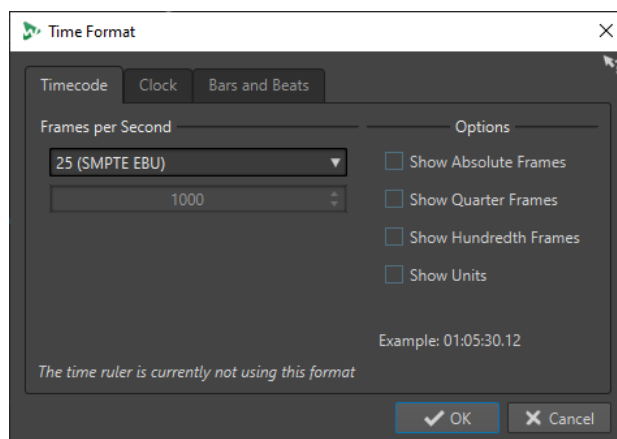 Time Format
Timecode Clock Bars and Beats
Frames per Second
25 (SMPTE EBU)
1000
Options
Show Absolute Frames
Show Quarter Frames
Show Hundredth Frames
Show Units
Example: 01:05:30.12
The time ruler is currently not using this format
OK Cancel